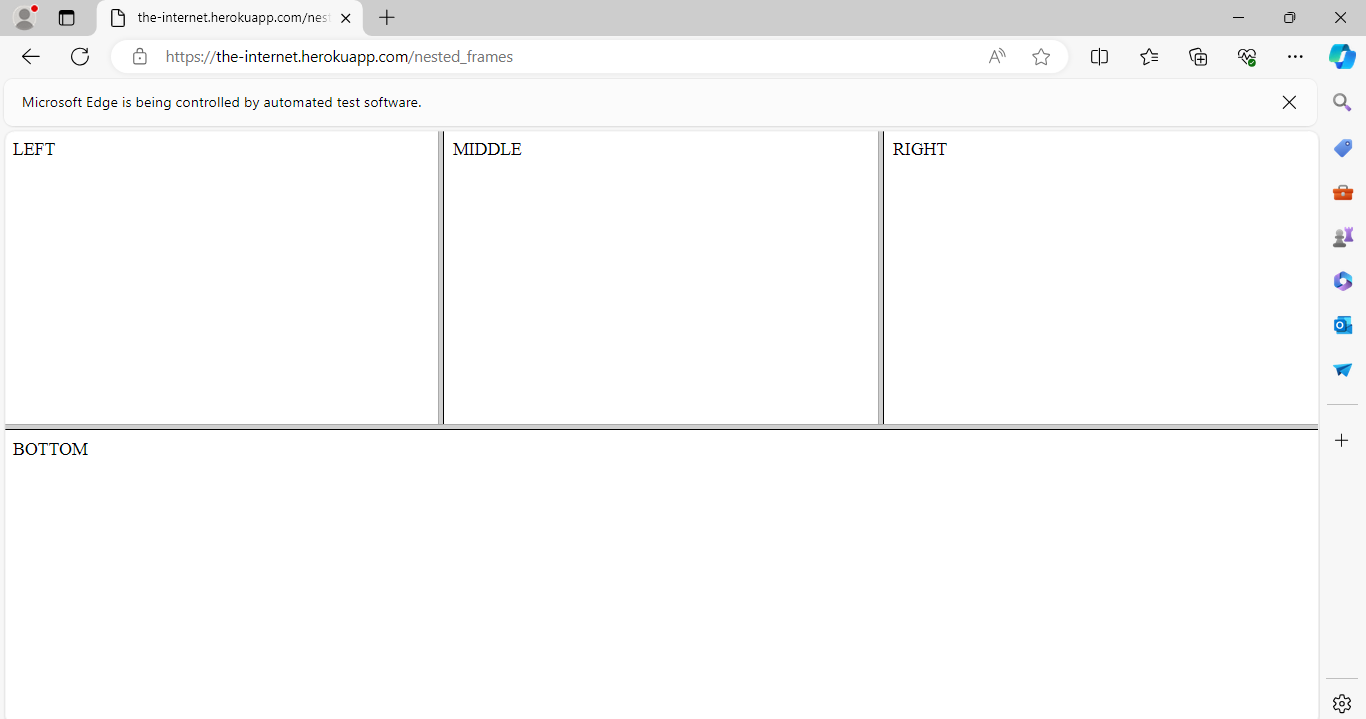 the-internet.herokuapp.com/nes
https://the-internet.herokuapp.com/nested_frames
Microsoft Edge is being controlled by automated test software.
LEFT
MIDDLE
RIGHT
BOTTOM